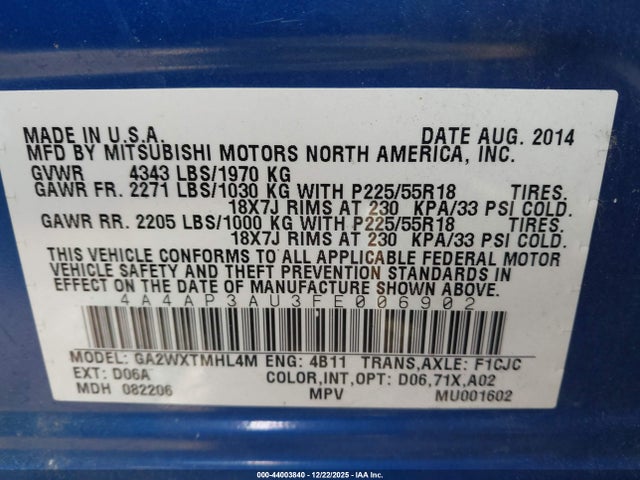 MADE IN U.S.A. DATE AUG. 2014
MFD BY MITSUBISHI MOTORS NORTH AMERICA, INC.
GVWR 4343 LBS/1970 KG
GAWR FR. 2271 LBS/1030 KG WITH P225/55R18 TIRES.
18X7J RIMS AT 230 KPA/33 PSI COLD.
GAWR RR. 2205 LBS/1000 KG WITH P225/55R18 TIRES.
18X7J RIMS AT 230 KPA/33 PSI COLD.
THIS VEHICLE CONFORMS TO ALL APPLICABLE FEDERAL MOTOR
VEHICLE SAFETY AND THEFT PREVENTION STANDARDS IN
EFFECT ON THE DATE OF MANUFACTURE SHOWN ABOVE.
4A4AP3AU3FE006902
MODEL: GA2WXTMHL4M ENG: 4B11 TRANS,AXLE: F1CJC
EXT: D06A COLOR,INT,OPT: D06,71X,A02
MDH 082206 MPV MU001602
000-44003840 - 12/22/2025 - IAA Inc.